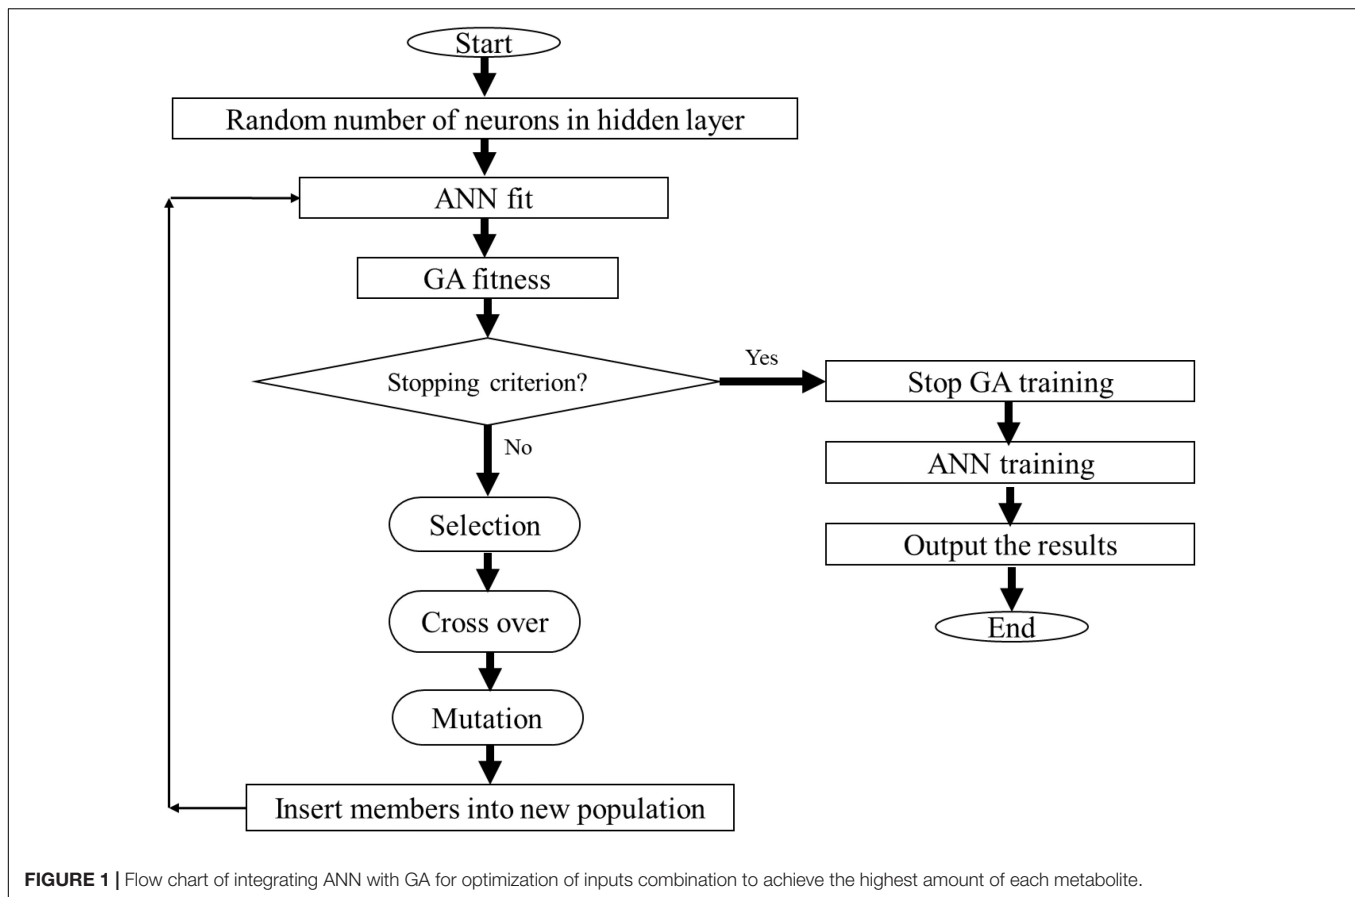 Start
Random number of neurons in hidden layer
ANN fit
GA fitness
Stopping criterion?
Yes
No
Selection
Cross over
Mutation
Insert members into new population
Stop GA training
ANN training
Output the results
End
FIGURE 1 | Flow chart of integrating ANN with GA for optimization of inputs combination to achieve the highest amount of each metabolite.